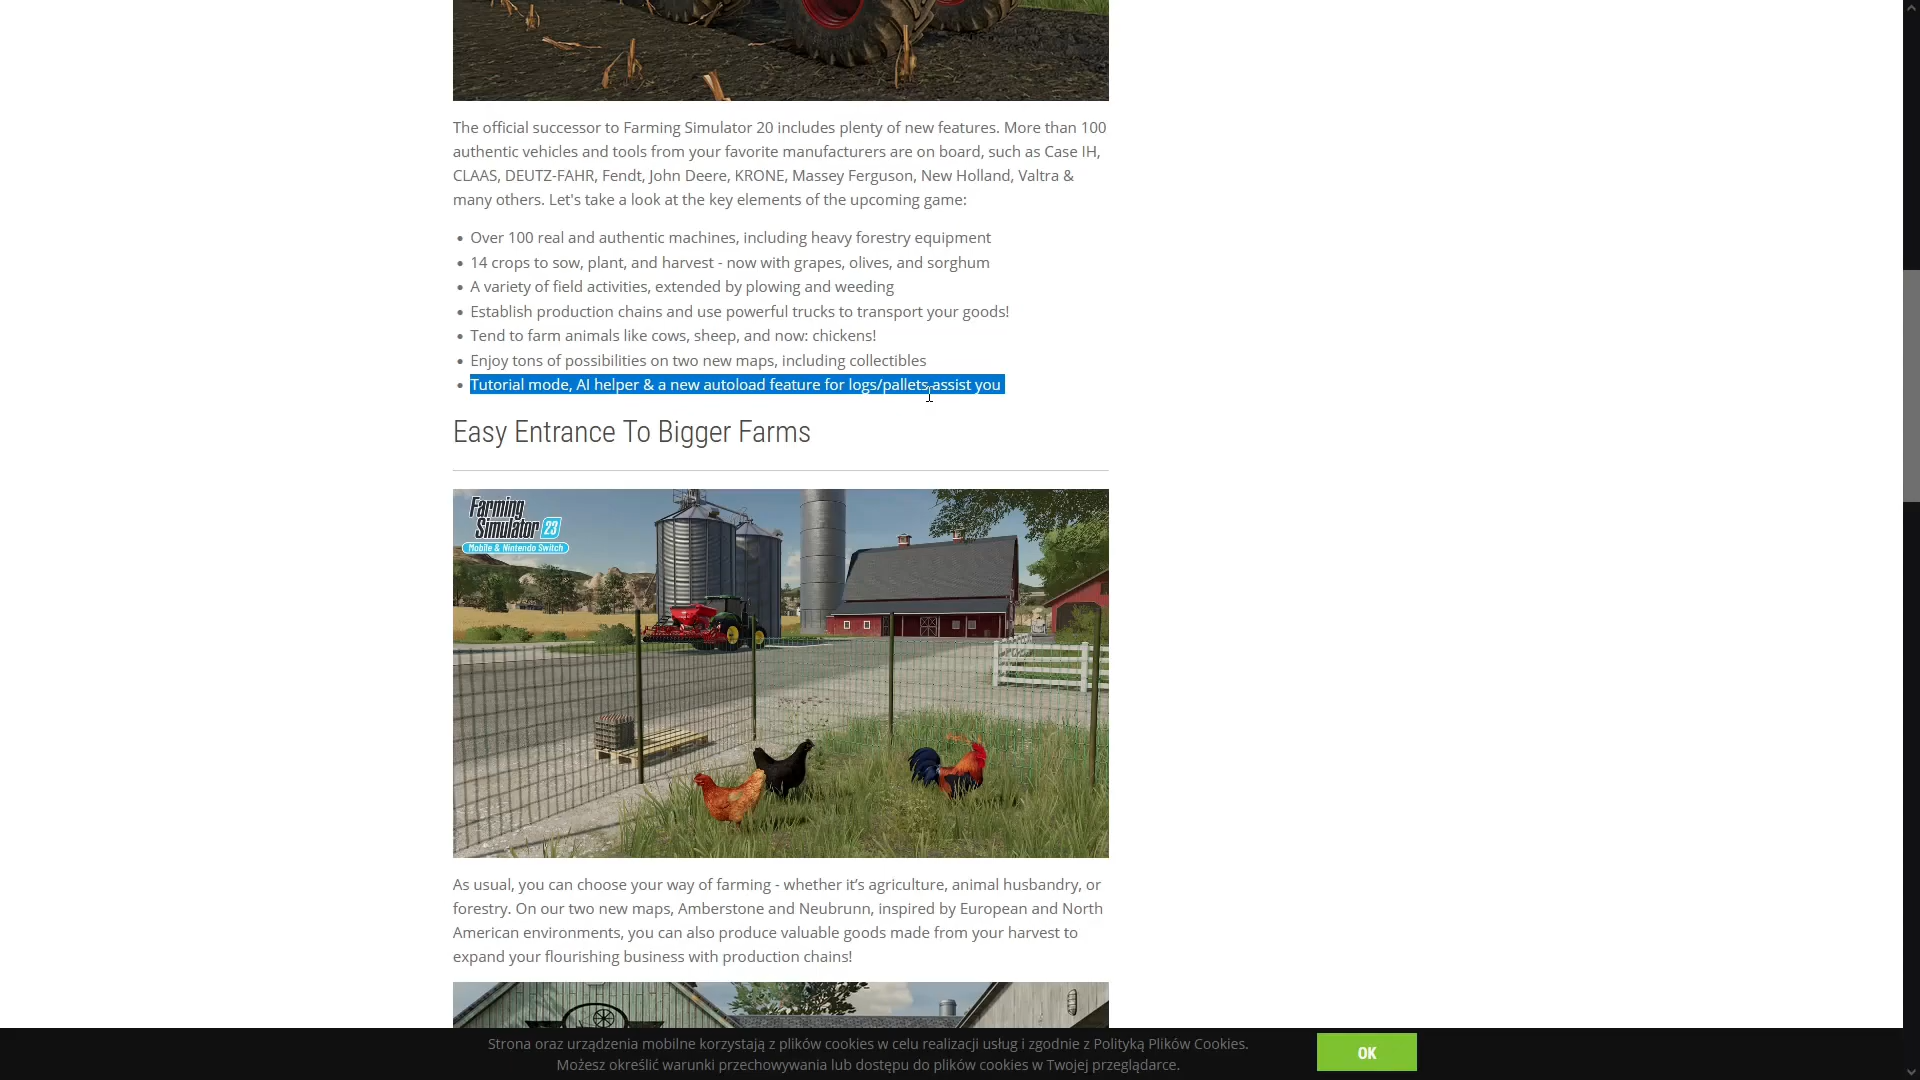 The official successor to Farming Simulator 20 includes plenty of new features. More than 100
authentic vehicles and tools from your favorite manufacturers are on board, such as Case IH,
CLAAS, DEUTZ-FAHR, Fendt, John Deere, KRONE, Massey Ferguson, New Holland, Valtra &
many others. Let's take a look at the key elements of the upcoming game:
• Over 100 real and authentic machines, including heavy forestry equipment
• 14 crops to sow, plant, and harvest - now with grapes, olives, and sorghum
• A variety of field activities, extended by plowing and weeding
• Establish production chains and use powerful trucks to transport your goods!
• Tend to farm animals like cows, sheep, and now: chickens!
• Enjoy tons of possibilities on two new maps, including collectibles
• Tutorial mode, AI helper & a new autoload feature for logs/pallets assist you
Easy Entrance To Bigger Farms
Farming
Simulator 23
Mobile & Nintendo Switch
As usual, you can choose your way of farming - whether it’s agriculture, animal husbandry, or
forestry. On our two new maps, Amberstone and Neubrunn, inspired by European and North
American environments, you can also produce valuable goods made from your harvest to
expand your flourishing business with production chains!
Strona oraz urządzenia mobilne korzystają z plików cookies w celu realizacji usług i zgodnie z Polityką Plików Cookies.
Możesz określić warunki przechowywania lub dostępu do plików cookies w Twojej przeglądarce.
OK